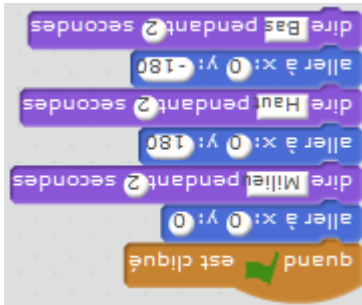 quand est cliqué
aller à x: 0 y: 0
dire Milieu pendant 2 secondes
aller à x: 0 y: 180
dire Haut pendant 2 secondes
aller à x: 0 y: -180
dire Bas pendant 2 secondes